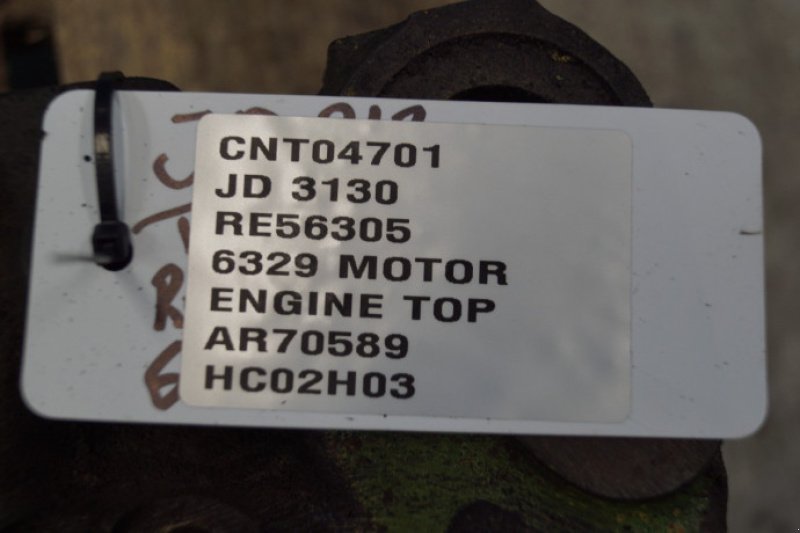 CNT04701
JD 3130
RE56305
6329 MOTOR
ENGINE TOP
AR70589
HC02H03